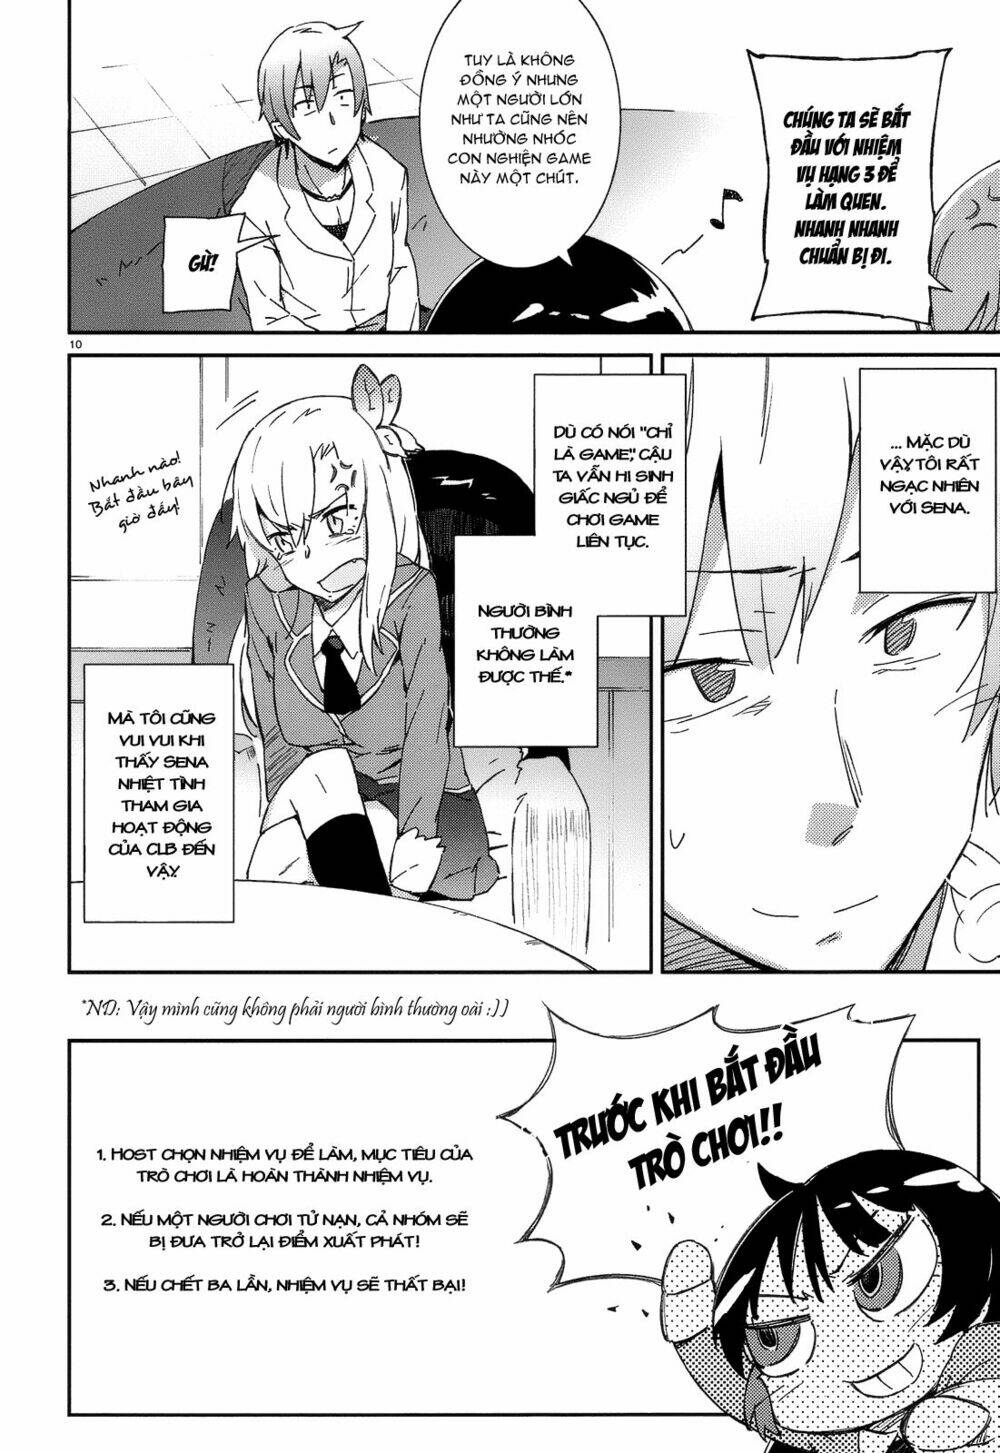 CHÚNG TA SẼ BẮT
ĐẦU VỚI NHIỆM
VỤ HẠNG 3 ĐỂ
LÀM QUEN.
NHANH NHANH
CHUẨN BỊ ĐI.
TUY LÀ KHÔNG
ĐỒNG Ý NHƯNG
MỘT NGƯỜI LỚN
NHƯ TA CŨNG NÊN
NHƯỜNG NHÓC
CON NGHIỆN GAME
NÀY MỘT CHÚT.
GỪ!
10
... MẶC DÙ
VẬY, TÔI RẤT
NGẠC NHIÊN
VỚI SENA.
DÙ CÓ NÓI "CHỈ
LÀ GAME", CẬU
TA VẪN HI SINH
GIẤC NGỦ ĐỂ
CHƠI GAME
LIÊN TỤC.
NGƯỜI BÌNH
THƯỜNG
KHÔNG LÀM
ĐƯỢC THẾ.*
Nhanh nào!
Bắt đầu bây
giờ đấy!
MÀ TÔI CŨNG
VUI VUI KHI
THẤY SENA
NHIỆT TÌNH
THAM GIA
HOẠT ĐỘNG
CỦA CLB ĐẾN
VẬY.
*ND: Vậy mình cũng không phải người bình thường oài :))
TRƯỚC KHI BẮT ĐẦU
TRÒ CHƠI!!
1. HOST CHỌN NHIỆM VỤ ĐỂ LÀM, MỤC TIÊU CỦA
TRÒ CHƠI LÀ HOÀN THÀNH NHIỆM VỤ.
2. NẾU MỘT NGƯỜI CHƠI TỬ NẠN, CẢ NHÓM SẼ
BỊ ĐƯA TRỞ LẠI ĐIỂM XUẤT PHÁT!
3. NẾU CHẾT BA LẦN, NHIỆM VỤ SẼ THẤT BẠI!